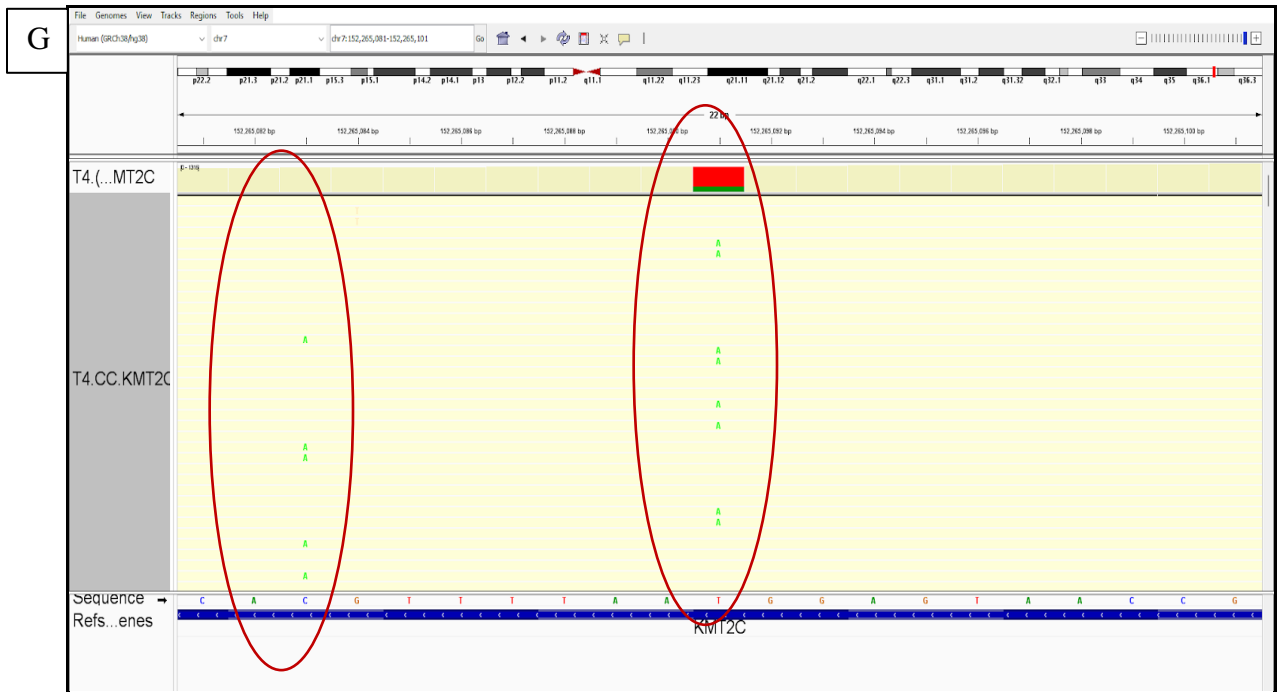 G
File Genomes View Tracks Regions Tools Help
Human (GRCh38/hg38) chr7 chr7:152,265,081-152,265,101 Go
p22.2 p21.3 p21.2 p21.1 p15.3 p15.1 p14.2 p14.1 p13 p12.2 p11.2 q11.1 q11.22 q11.23 q21.11 q21.12 q21.2 q22.1 q22.3 q31.1 q31.2 q31.32 q32.1 q33 q34 q35 q36.1 q36.3
22 bp
152,265,082 bp 152,265,084 bp 152,265,086 bp 152,265,088 bp 152,265,090 bp 152,265,092 bp 152,265,094 bp 152,265,096 bp 152,265,098 bp 152,265,100 bp
T4.(...MT2C
A
A
A
A
A
T4.CC.KMT2C
A
A
A
A
A
A
A
A
Sequence → C A C G T T T T A A T G G A G T A A C C G
Refs...enes
KMT2C